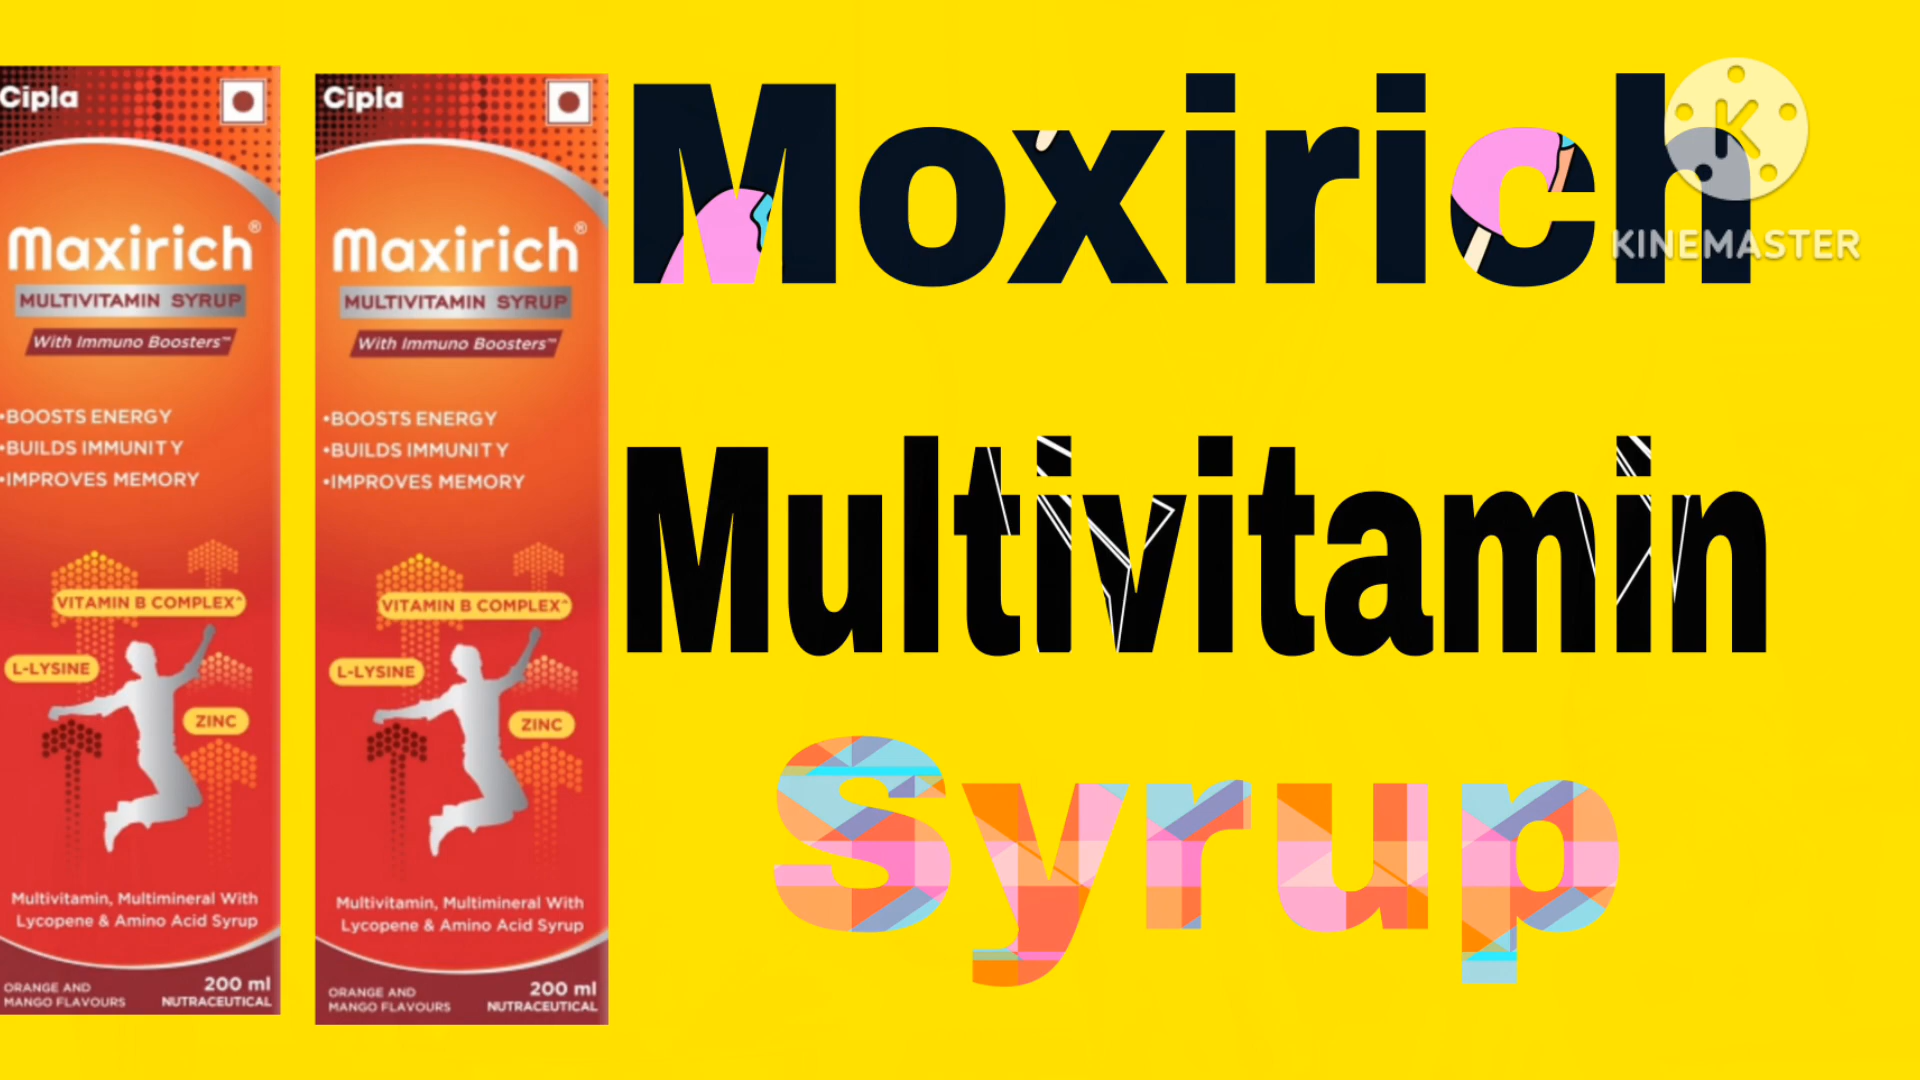 Cipla
Maxirich®
MULTIVITAMIN SYRUP
With Immuno Boosters™
•BOOSTS ENERGY
•BUILDS IMMUNITY
•IMPROVES MEMORY
VITAMIN B COMPLEX^
L-LYSINE
ZINC
Multivitamin, Multimineral With
Lycopene & Amino Acid Syrup
ORANGE AND
MANGO FLAVOURS
200 ml
NUTRACEUTICAL
Cipla
Maxirich®
MULTIVITAMIN SYRUP
With Immuno Boosters™
•BOOSTS ENERGY
•BUILDS IMMUNITY
•IMPROVES MEMORY
VITAMIN B COMPLEX^
L-LYSINE
ZINC
Multivitamin, Multimineral With
Lycopene & Amino Acid Syrup
ORANGE AND
MANGO FLAVOURS
200 ml
NUTRACEUTICAL
Moxirich
K
KINEMASTER
Multivitamin
Syrup